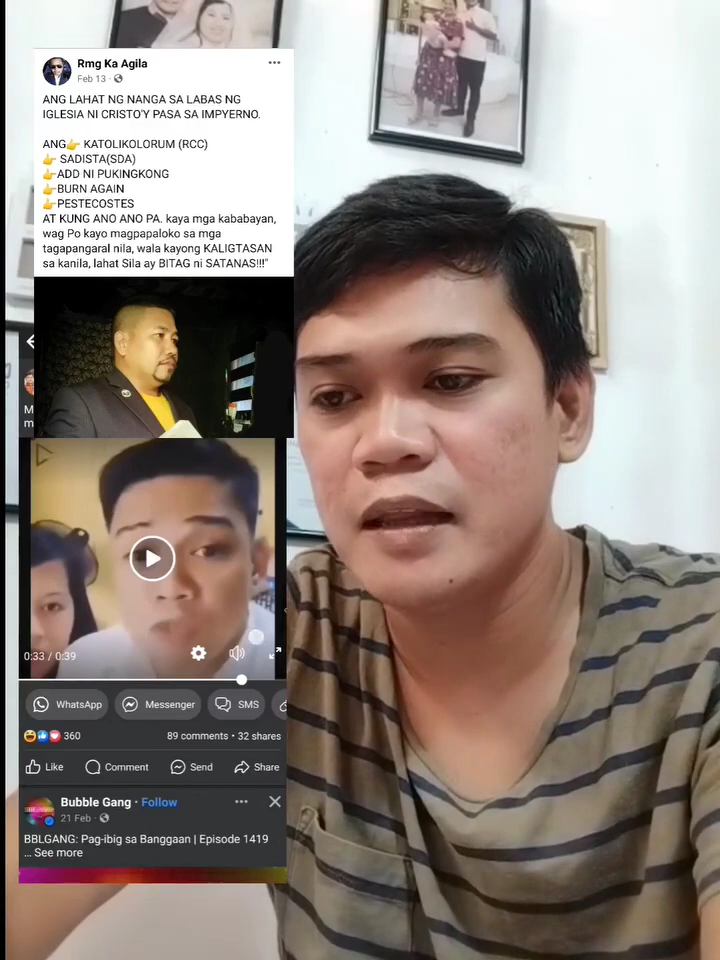 Rmg Ka Agila
Feb 13 ·
ANG LAHAT NG NANGA SA LABAS NG
IGLESIA NI CRISTO'Y PASA SA IMPYERNO.
ANG👉 KATOLIKOLORUM (RCC)
👉 SADISTA(SDA)
👉ADD NI PUKINGKONG
👉BURN AGAIN
👉PESTECOSTES
AT KUNG ANO ANO PA. kaya mga kababayan,
wag Po kayo magpapaloko sa mga
tagapangaral nila, wala kayong KALIGTASAN
sa kanila, lahat Sila ay BITAG ni SATANAS!!!"
M
m
0:33 / 0:39
WhatsApp
Messenger
SMS
360
89 comments • 32 shares
Like
Comment
Send
Share
Bubble Gang · Follow
21 Feb ·
BBLGANG: Pag-ibig sa Banggaan | Episode 1419
... See more